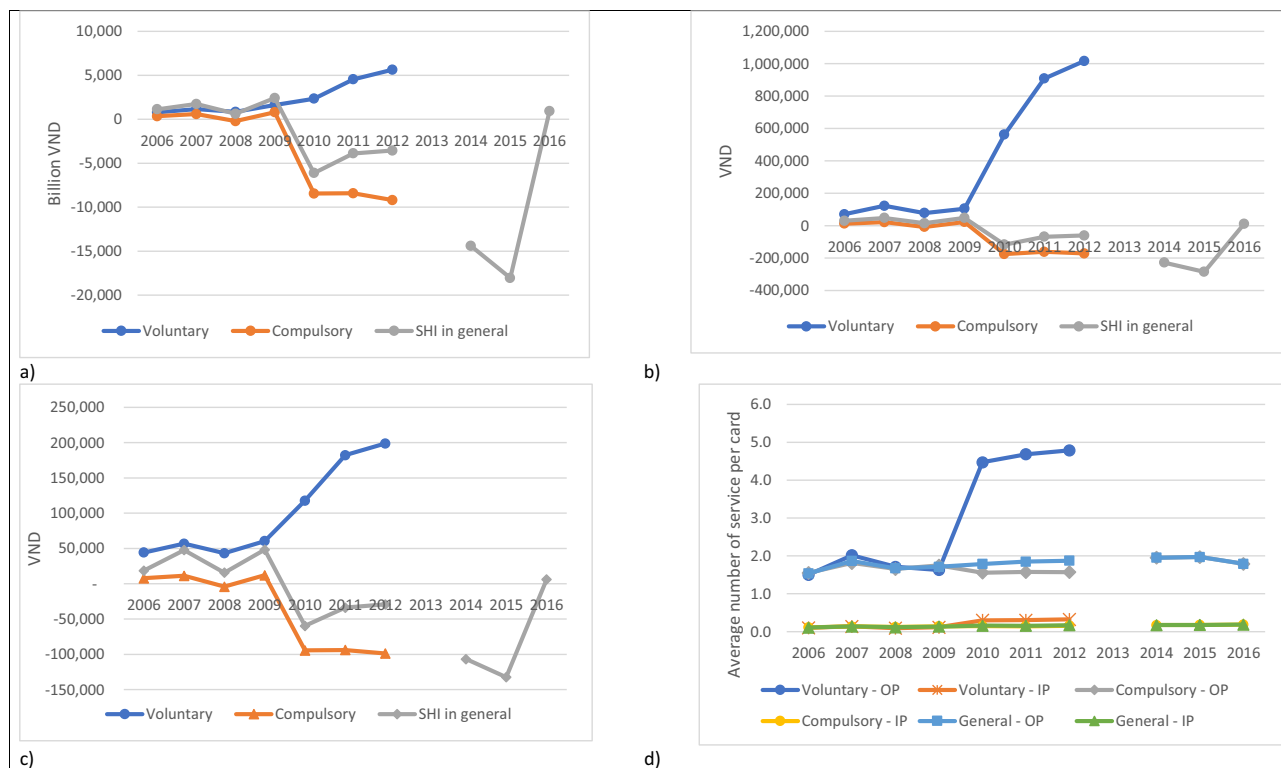 10,000
5,000
0
-5,000
-10,000
-15,000
-20,000
Billion VND
2006 2007 2008 2009 2010 2011 2012 2013 2014 2015 2016
Voluntary Compulsory SHI in general
a)
1,200,000
1,000,000
800,000
600,000
400,000
200,000
0
-200,000
-400,000
VND
2006 2007 2008 2009 2010 2011 2012 2013 2014 2015 2016
Voluntary Compulsory SHI in general
b)
250,000
200,000
150,000
100,000
50,000
-
-50,000
-100,000
-150,000
VND
2006 2007 2008 2009 2010 2011 2012 2013 2014 2015 2016
Voluntary Compulsory SHI in general
c)
6.0
5.0
4.0
3.0
2.0
1.0
0.0
Average number of service per card
2006 2007 2008 2009 2010 2011 2012 2013 2014 2015 2016
Voluntary - OP Voluntary - IP Compulsory - OP
Compulsory - IP General - OP General - IP
d)